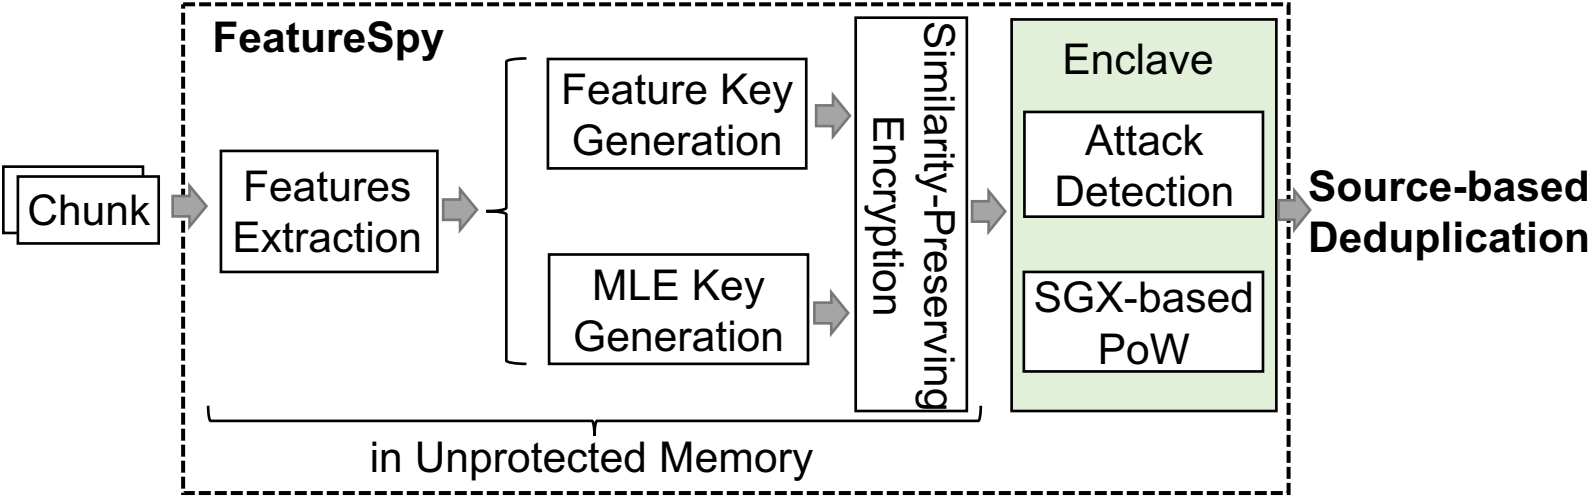 FeatureSpy
Chunk
Features
Extraction
Feature Key
Generation
MLE Key
Generation
Similarity-Preserving
Encryption
Enclave
Attack
Detection
SGX-based
PoW
Source-based
Deduplication
in Unprotected Memory